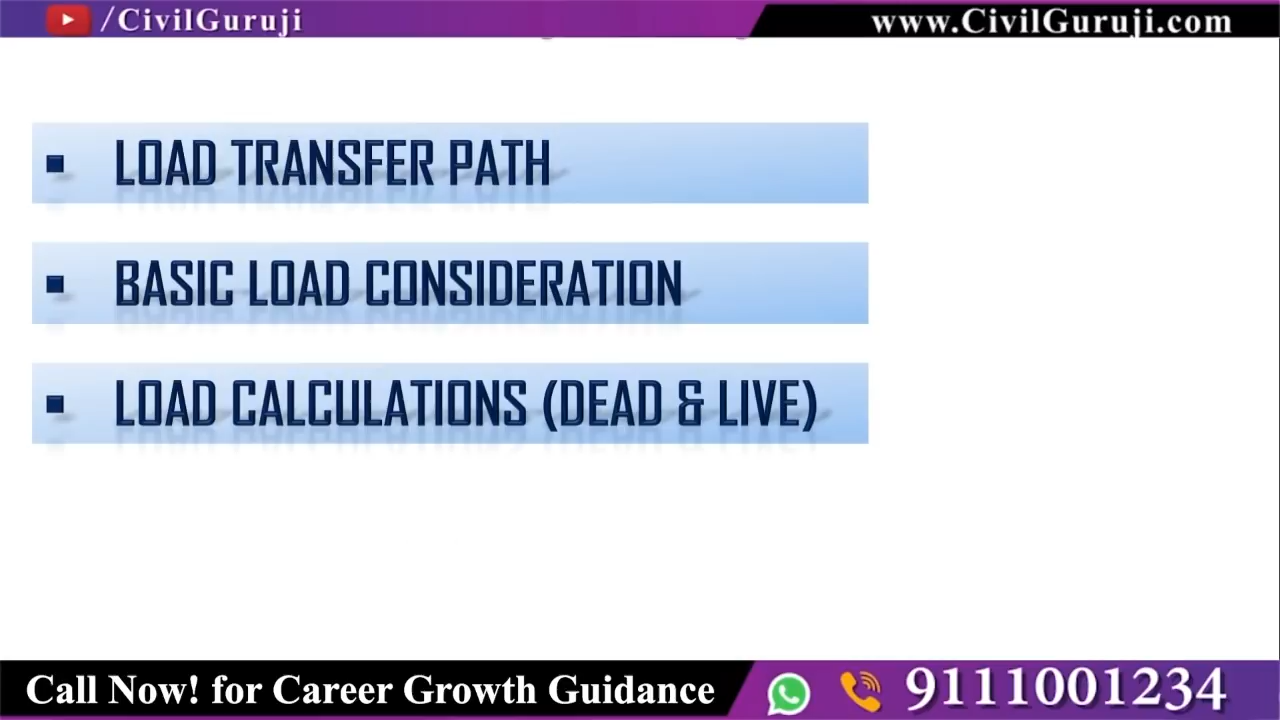 /CivilGuruji
www.CivilGuruji.com
▪ LOAD TRANSFER PATH
▪ BASIC LOAD CONSIDERATION
▪ LOAD CALCULATIONS (DEAD & LIVE)
Call Now! for Career Growth Guidance
9111001234